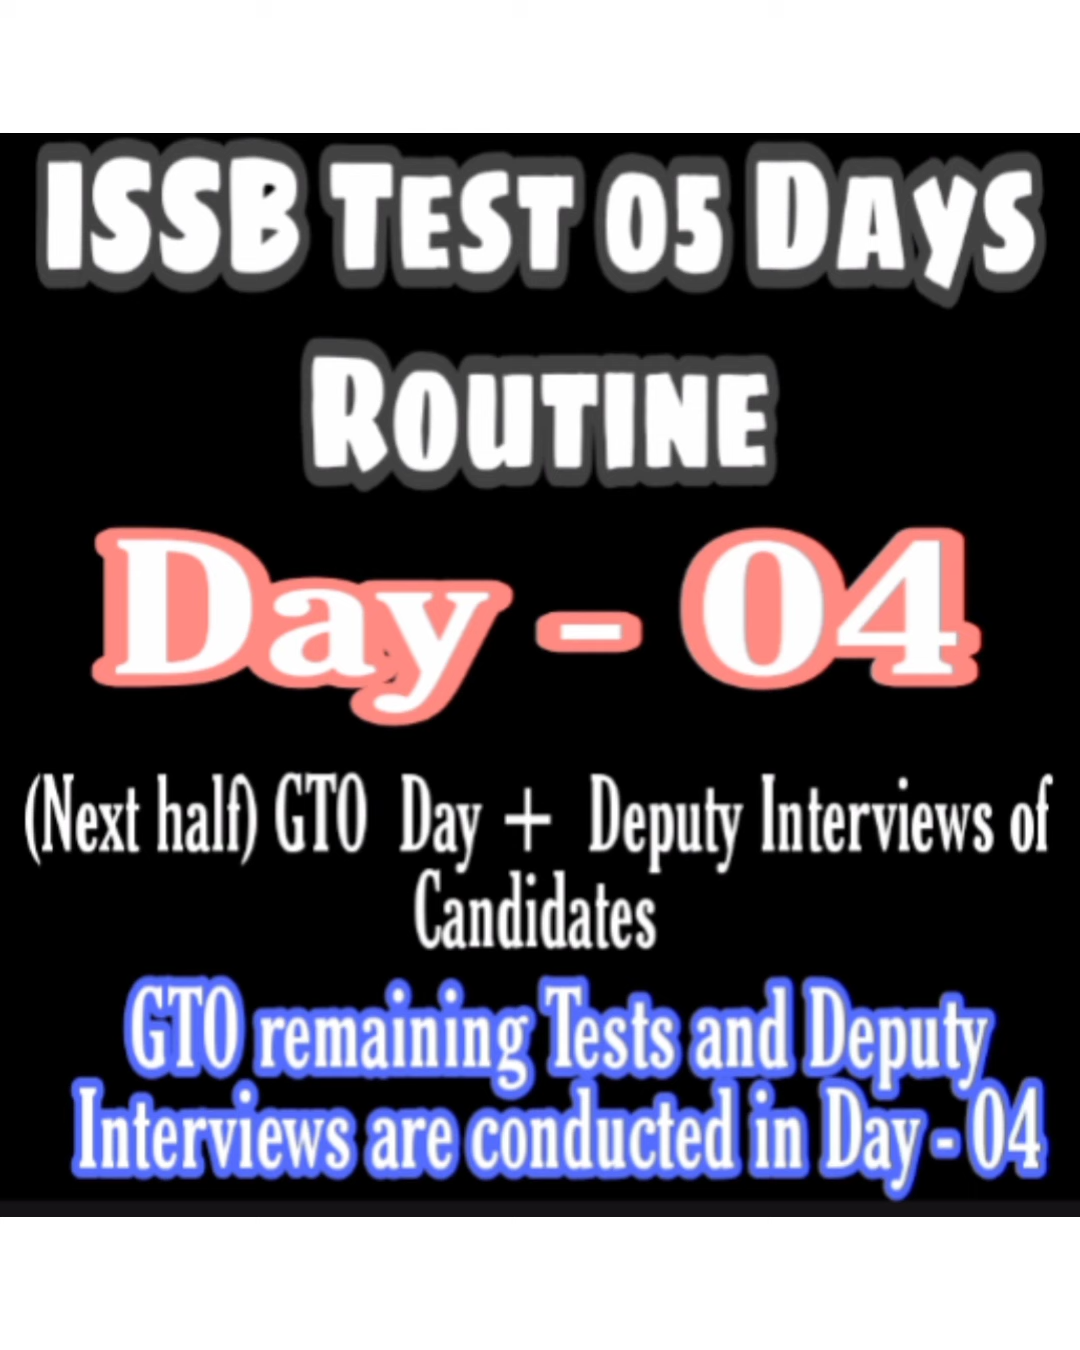 ISSB TEST 05 DAYS
ROUTINE
Day - 04
(Next half) GTO Day + Deputy Interviews of
Candidates
GTO remaining Tests and Deputy
Interviews are conducted in Day - 04